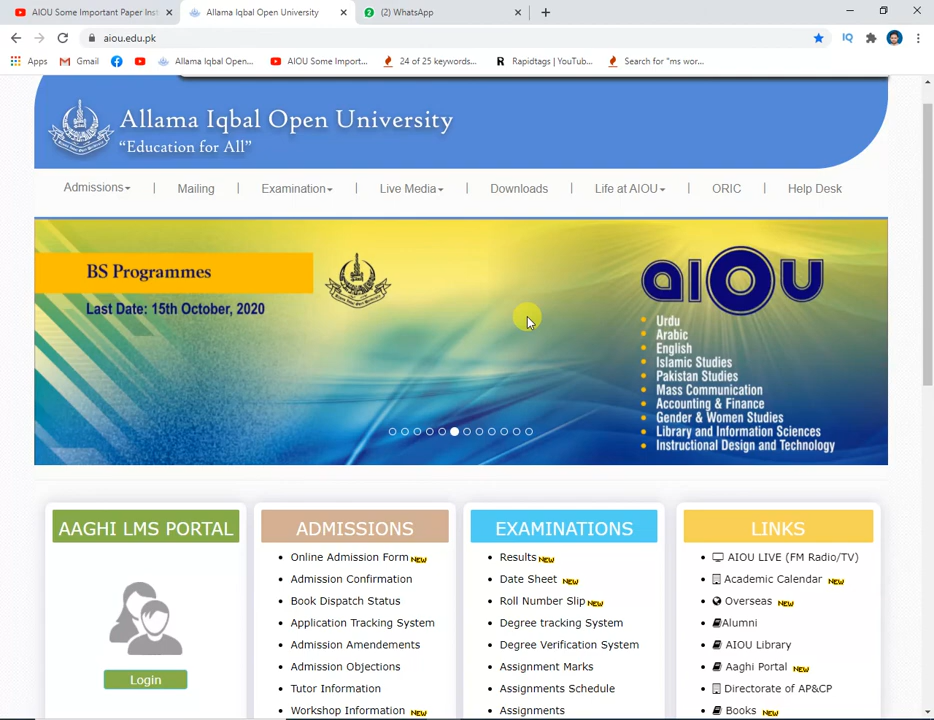 AIOU Some Important Paper Inst
Allama Iqbal Open University
2
(2) WhatsApp
aiou.edu.pk
IQ
Apps
Gmail
Allama Iqbal Open...
AIOU Some Import...
24 of 25 keywords...
R
Rapidtags | YouTub...
Search for "ms wor...
Allama Iqbal Open University
“Education for All”
Admissions | Mailing | Examination | Live Media | Downloads | Life at AIOU | ORIC | Help Desk
BS Programmes
Last Date: 15th October, 2020
AIOU
Urdu
Arabic
English
Islamic Studies
Pakistan Studies
Mass Communication
Accounting & Finance
Gender & Women Studies
Library and Information Sciences
Instructional Design and Technology
AAGHI LMS PORTAL
Login
ADMISSIONS
Online Admission Form NEW
Admission Confirmation
Book Dispatch Status
Application Tracking System
Admission Amendements
Admission Objections
Tutor Information
Workshop Information NEW
EXAMINATIONS
Results NEW
Date Sheet NEW
Roll Number Slip NEW
Degree tracking System
Degree Verification System
Assignment Marks
Assignments Schedule
Assignments
LINKS
AIOU LIVE (FM Radio/TV)
Academic Calendar NEW
Overseas NEW
Alumni
AIOU Library
Aaghi Portal NEW
Directorate of AP&CP
Books NEW